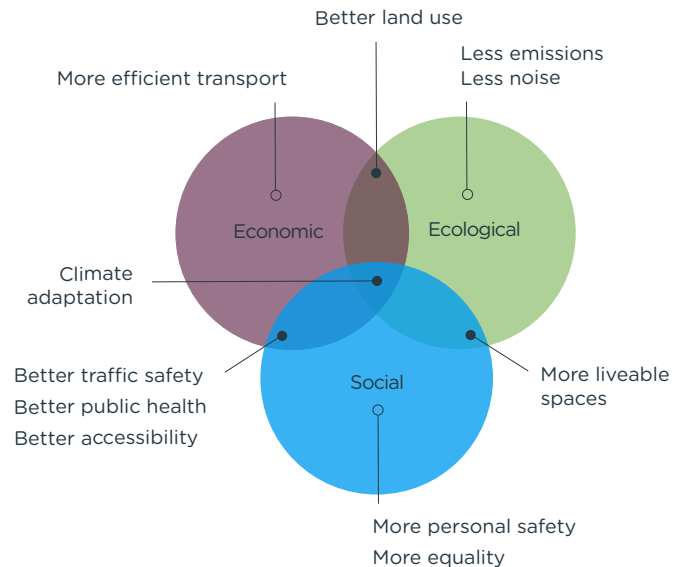 Better land use
Less emissions
Less noise
More efficient transport
Economic
Ecological
Climate
adaptation
Better traffic safety
Better public health
Better accessibility
Social
More liveable
spaces
More personal safety
More equality